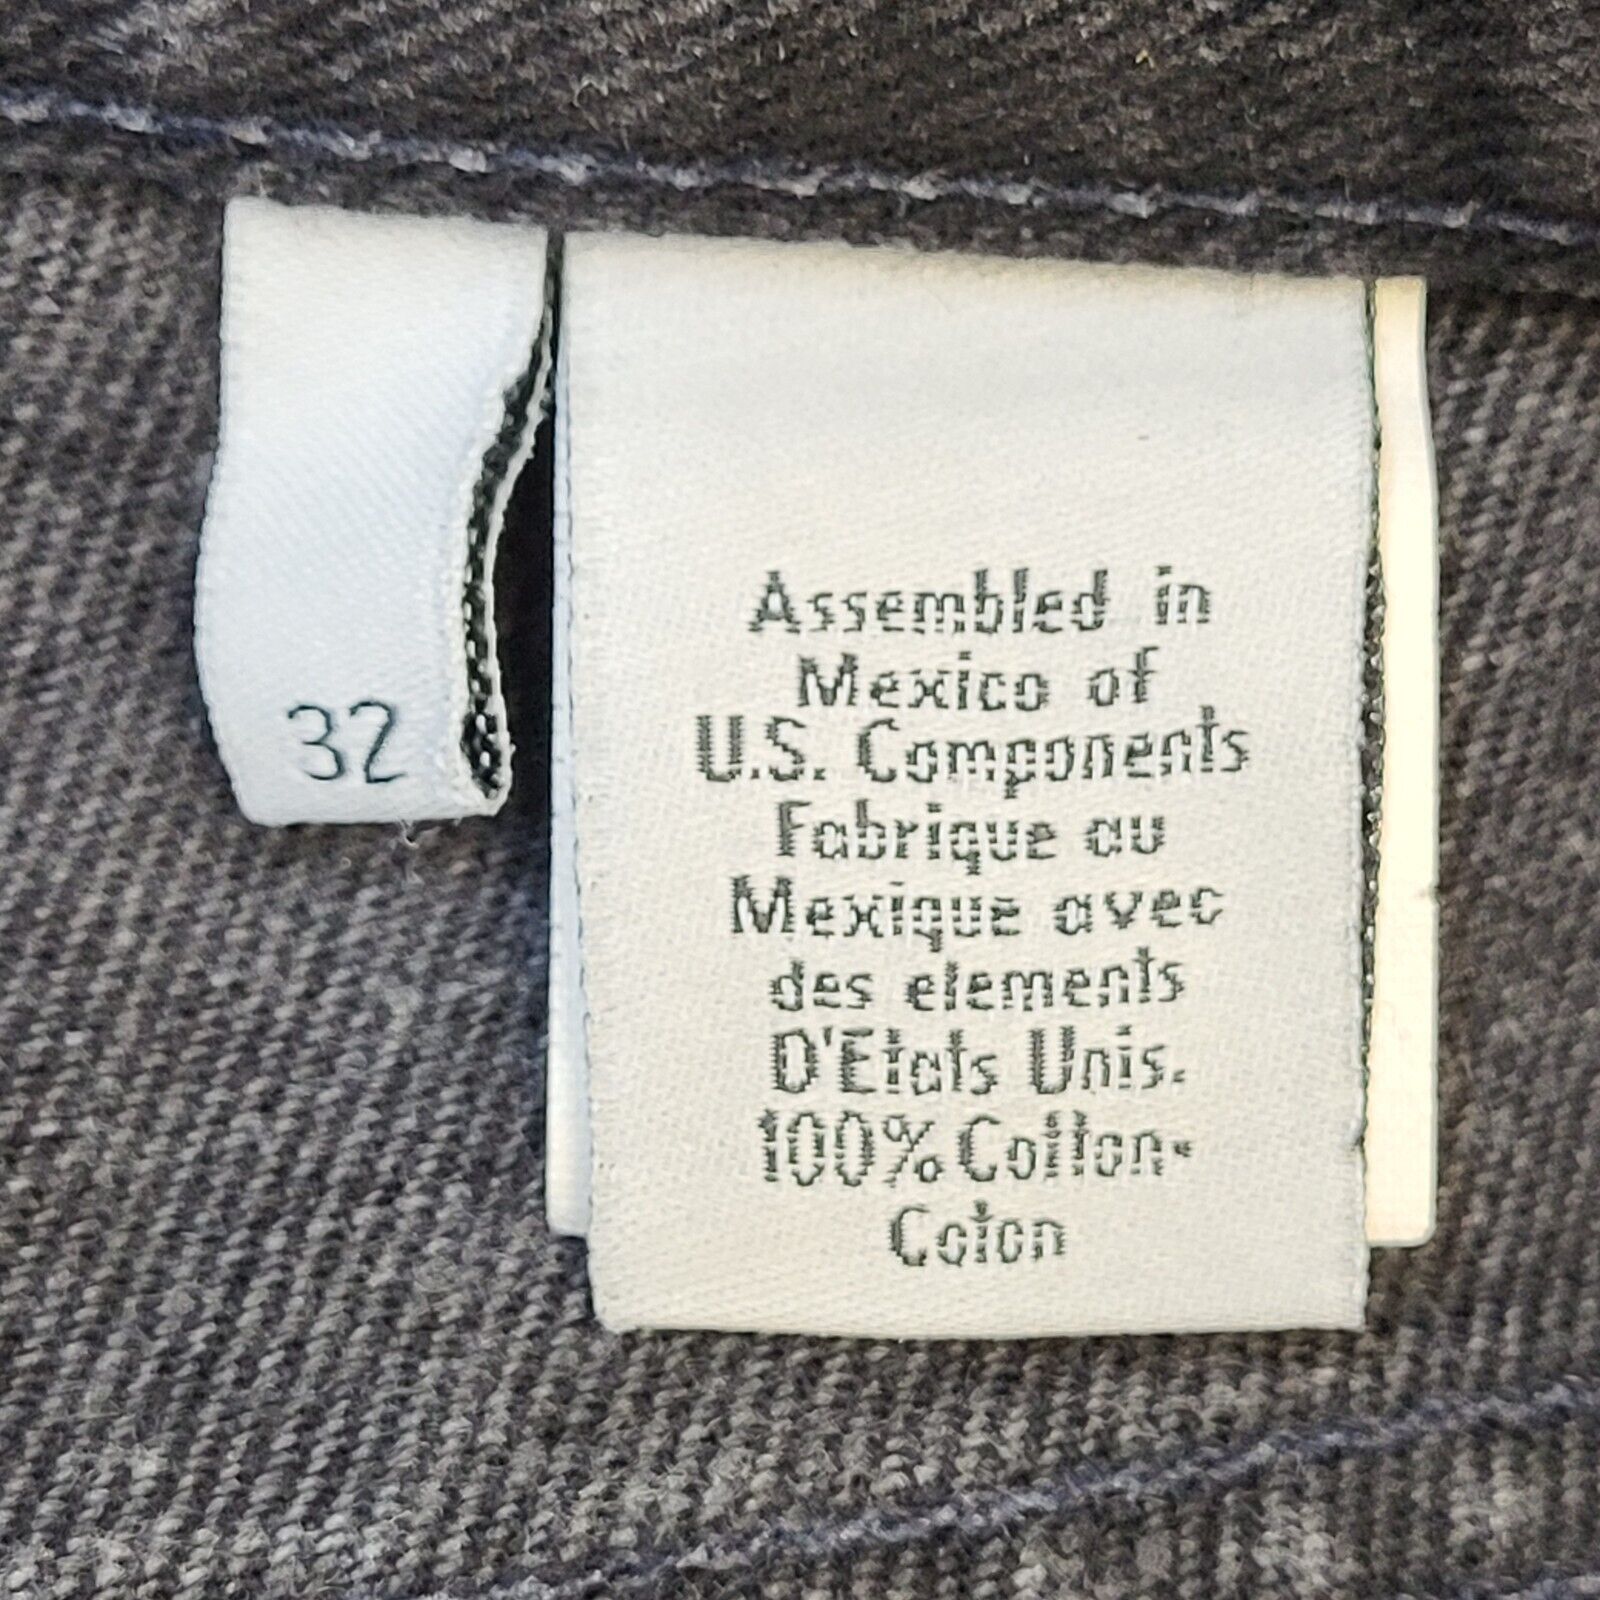 32
Assembled in
Mexico of
U.S. Components
Fabrique au
Mexique avec
des elements
D'Etats Unis.
100% Cotton-
Coton